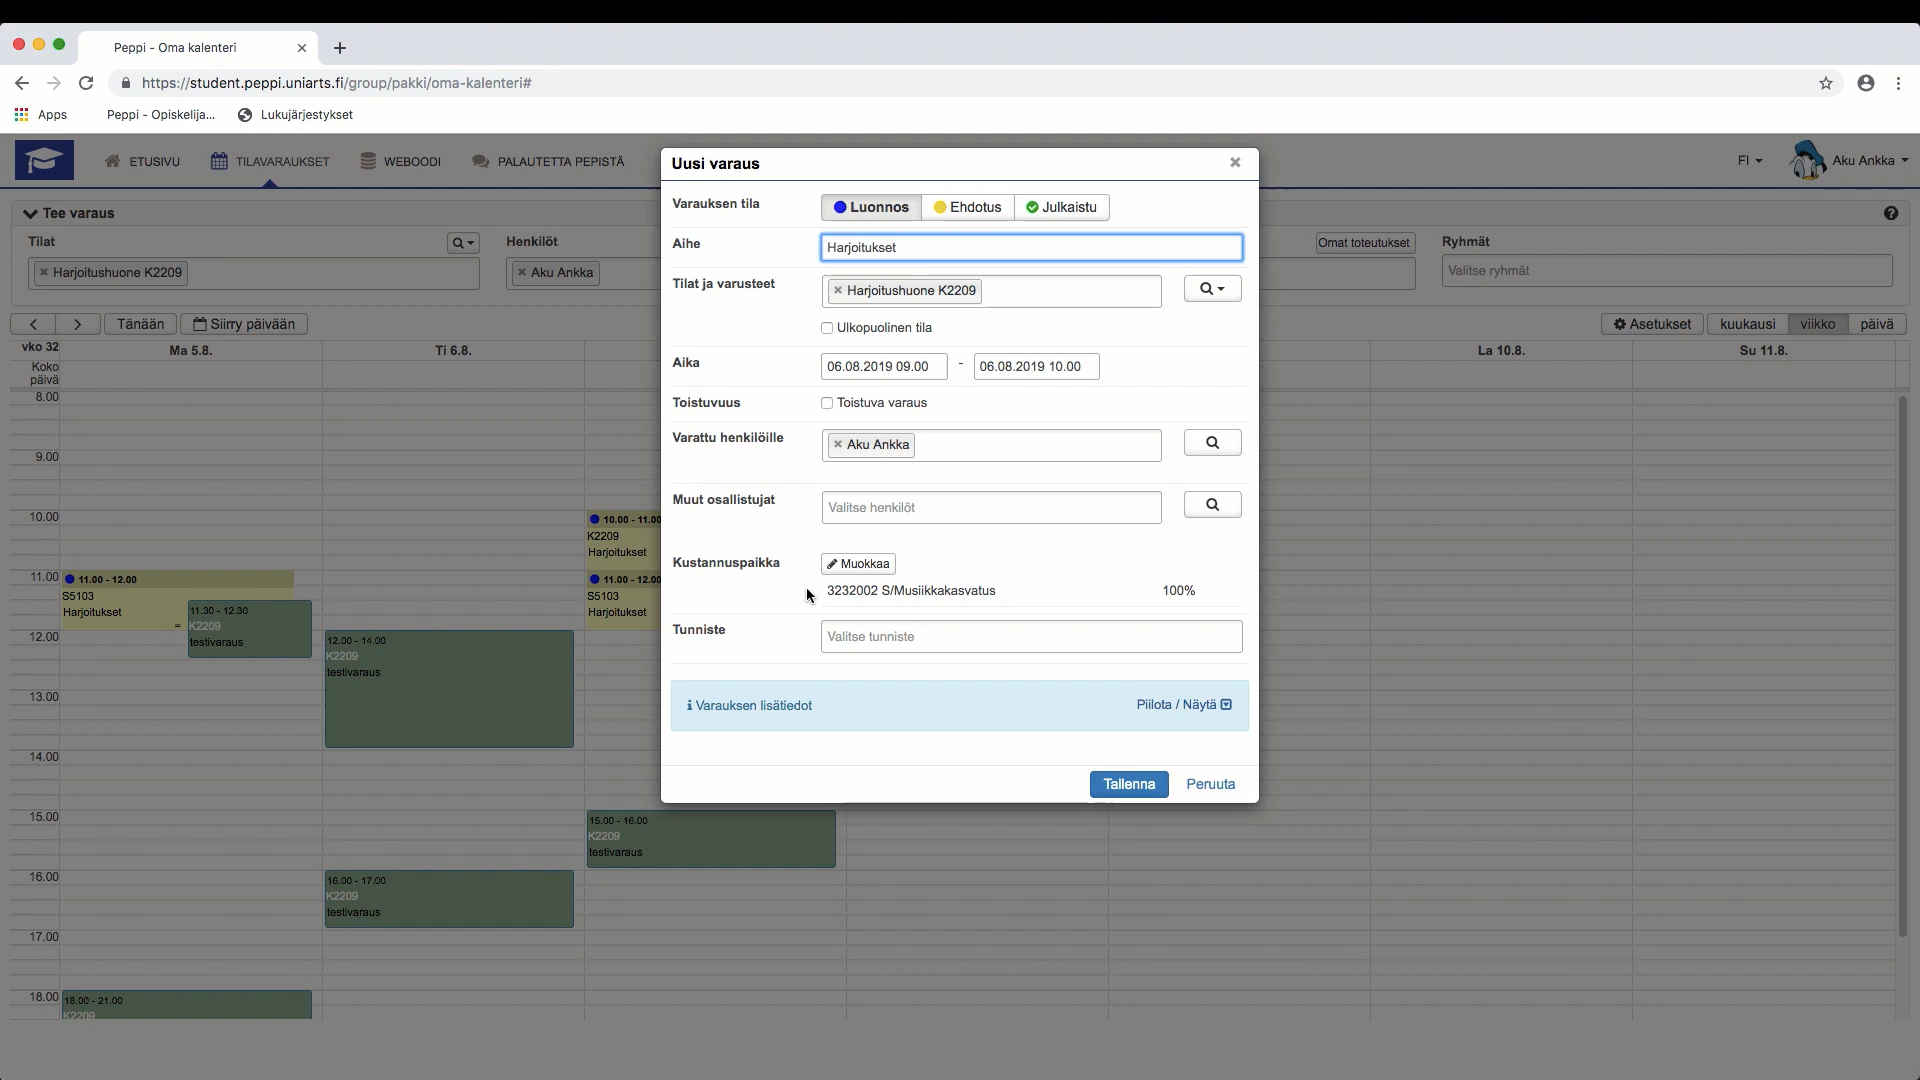 Peppi - Oma kalenteri
https://student.peppi.uniarts.fi/group/pakki/oma-kalenteri#
Apps Peppi - Opiskelija... Lukujärjestykset
ETUSIVU TILAVARAUKSET WEBOODI PALAUTETTA PEPISTÄ FI Aku Ankka
Tee varaus
Tilat Henkilöt Omat toteutukset Ryhmät
Harjoitushuone K2209 Aku Ankka Valitse ryhmät
Tänään Siirry päivään Asetukset kuukausi viikko päivä
vko 32 Ma 5.8. Ti 6.8. La 10.8. Su 11.8.
Koko
päivä
8.00
9.00
10.00
11.00
12.00
13.00
14.00
15.00
16.00
17.00
18.00
11.00 - 12.00
S5103
Harjoitukset
=
11.30 - 12.30
K2209
testivaraus
18.00 - 21.00
K2209
12.00 - 14.00
K2209
testivaraus
16.00 - 17.00
K2209
testivaraus
10.00 - 11.00
K2209
Harjoitukset
11.00 - 12.00
S5103
Harjoitukset
15.00 - 16.00
K2209
testivaraus
Uusi varaus
Varauksen tila Luonnos Ehdotus Julkaistu
Aihe Harjoitukset
Tilat ja varusteet Harjoitushuone K2209
Ulkopuolinen tila
Aika 06.08.2019 09.00 - 06.08.2019 10.00
Toistuvuus Toistuva varaus
Varattu henkilöille Aku Ankka
Muut osallistujat Valitse henkilöt
Kustannuspaikka Muokkaa
3232002 S/Musiikkakasvatus 100%
Tunniste Valitse tunniste
Varauksen lisätiedot Piilota / Näytä
Tallenna Peruuta